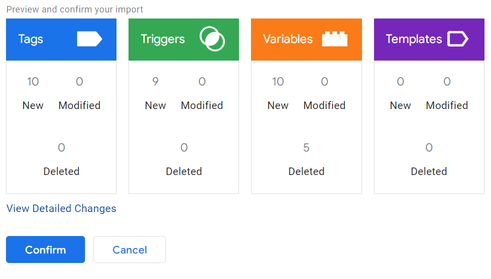 Preview and confirm your import
Tags Triggers Variables Templates
10 0 9 0 10 0 0 0
New Modified New Modified New Modified New Modified
0 0 5 0
Deleted Deleted Deleted Deleted
View Detailed Changes
Confirm Cancel